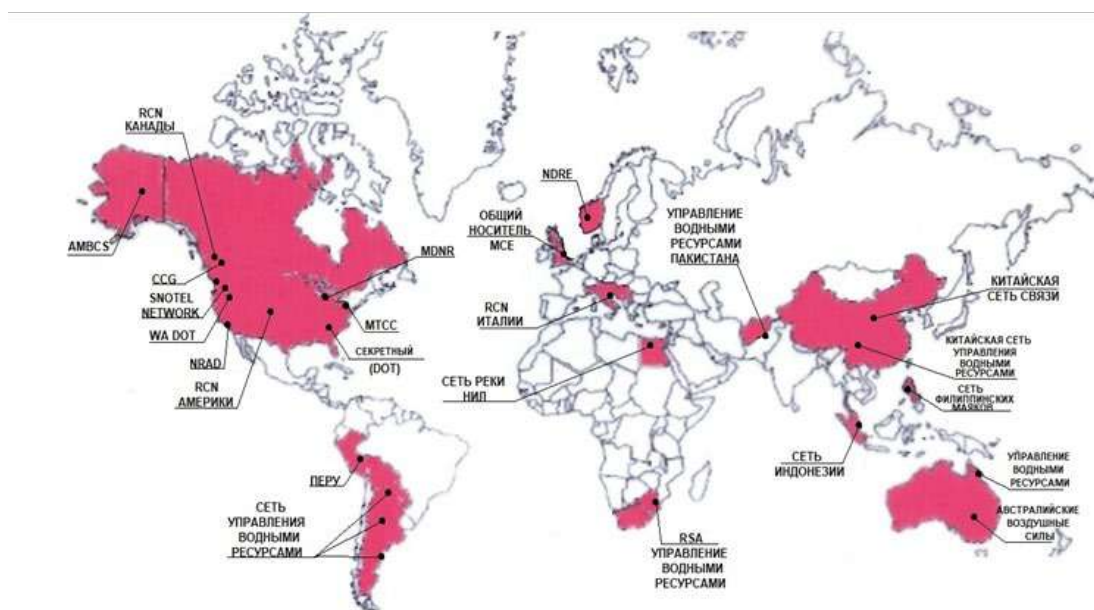 RCN
КАНАДЫ
AMBCS
CCG
SNOTEL
NETWORK
WA DOT
NRAD
RCN
АМЕРИКИ
MDNR
MTCC
СЕКРЕТНЫЙ
(DOT)
ПЕРУ
СЕТЬ
УПРАВЛЕНИЯ
ВОДНЫМИ
РЕСУРСАМИ
NDRE
ОБЩИЙ
НОСИТЕЛЬ
МСЕ
RCN
ИТАЛИИ
СЕТЬ РЕКИ
НИЛ
УПРАВЛЕНИЕ
ВОДНЫМИ
РЕСУРСАМИ
ПАКИСТАНА
RSA
УПРАВЛЕНИЕ
ВОДНЫМИ
РЕСУРСАМИ
КИТАЙСКАЯ
СЕТЬ СВЯЗИ
КИТАЙСКАЯ СЕТЬ
УПРАВЛЕНИЯ
ВОДНЫМИ
РЕСУРСАМИ
СЕТЬ
ФИЛИППИНСКИХ
МАЯКОВ
СЕТЬ
ИНДОНЕЗИИ
УПРАВЛЕНИЕ
ВОДНЫМИ
РЕСУРСАМИ
АВСТРАЛИЙСКИЕ
ВОЗДУШНЫЕ
СИЛЫ